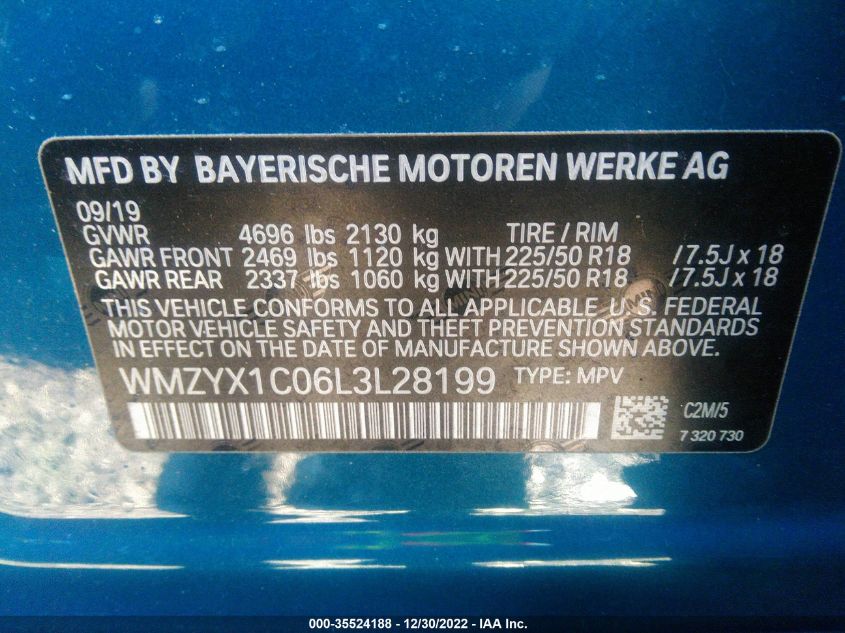 MFD BY BAYERISCHE MOTOREN WERKE AG
09/19
GVWR 4696 lbs 2130 kg TIRE / RIM
GAWR FRONT 2469 lbs 1120 kg WITH 225/50 R18 / 7.5J x 18
GAWR REAR 2337 lbs 1060 kg WITH 225/50 R18 / 7.5J x 18
THIS VEHICLE CONFORMS TO ALL APPLICABLE U.S. FEDERAL
MOTOR VEHICLE SAFETY AND THEFT PREVENTION STANDARDS
IN EFFECT ON THE DATE OF MANUFACTURE SHOWN ABOVE.
WMZYX1C06L3L28199 TYPE: MPV
C2M/5
7 320 730
MINI
000-35524188 - 12/30/2022 - IAA Inc.